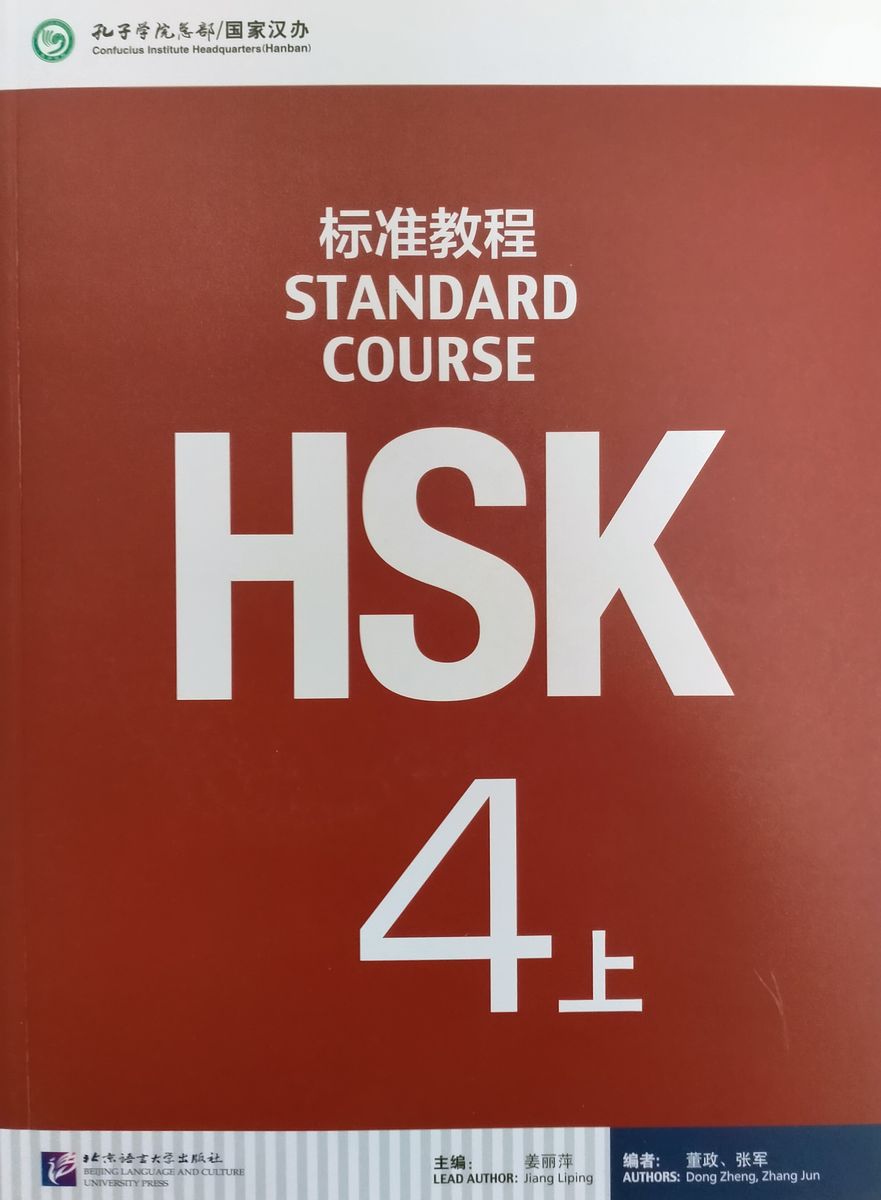 孔子学院总部/国家汉办
Confucius Institute Headquarters(Hanban)
标准教程
STANDARD
COURSE
HSK
4上
北京语言大学出版社
BEIJING LANGUAGE AND CULTURE
UNIVERSITY PRESS
主编： 姜丽萍
LEAD AUTHOR: Jiang Liping
编者： 董政、张军
AUTHORS: Dong Zheng, Zhang Jun